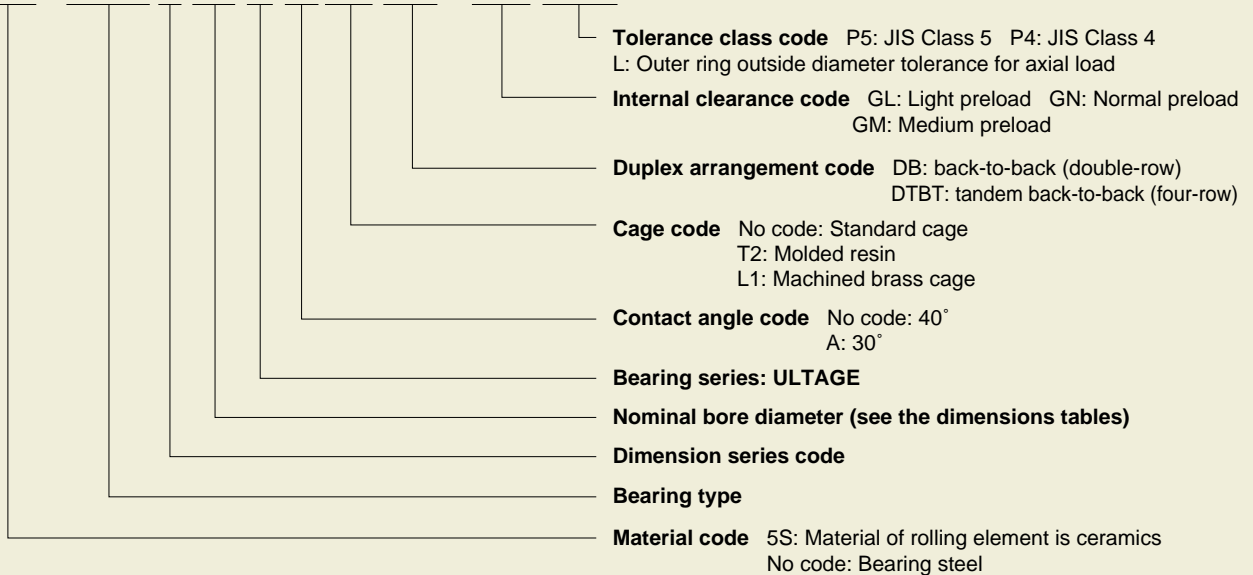 Tolerance class code P5: JIS Class 5 P4: JIS Class 4
L: Outer ring outside diameter tolerance for axial load
Internal clearance code GL: Light preload GN: Normal preload
GM: Medium preload
Duplex arrangement code DB: back-to-back (double-row)
DTBT: tandem back-to-back (four-row)
Cage code No code: Standard cage
T2: Molded resin
L1: Machined brass cage
Contact angle code No code: 40˚
A: 30˚
Bearing series: ULTAGE
Nominal bore diameter (see the dimensions tables)
Dimension series code
Bearing type
Material code 5S: Material of rolling element is ceramics
No code: Bearing steel